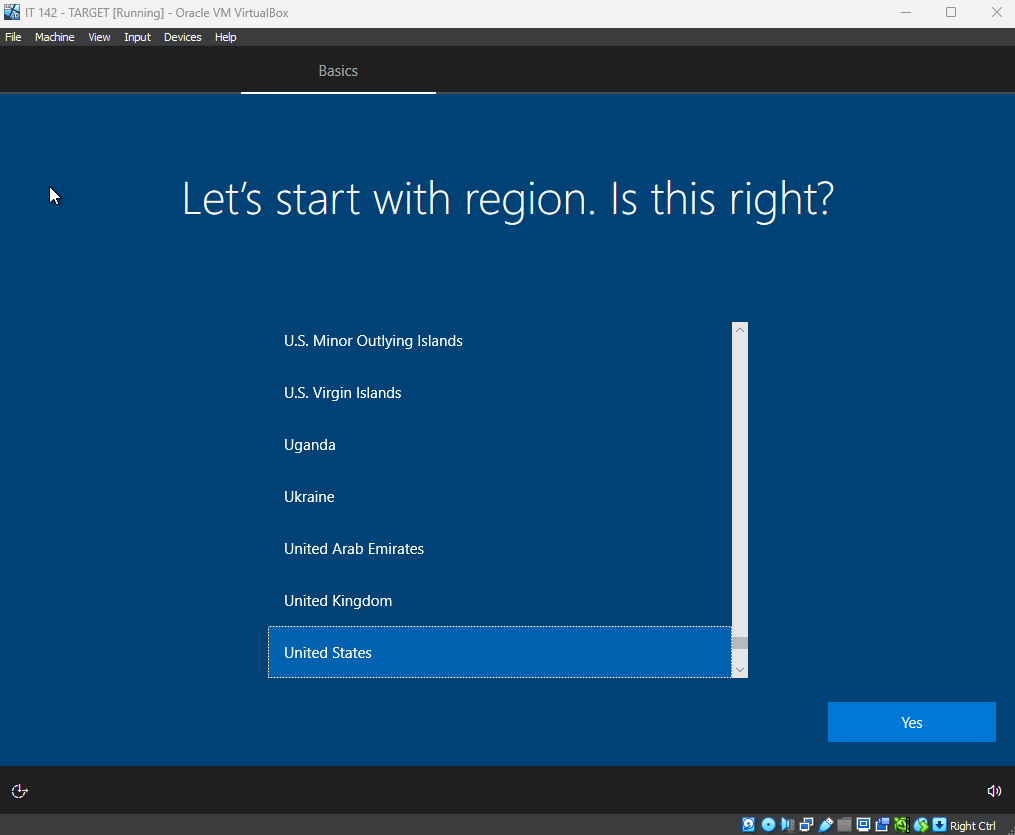 IT 142 - TARGET [Running] - Oracle VM VirtualBox
File Machine View Input Devices Help
Basics
Let’s start with region. Is this right?
U.S. Minor Outlying Islands
U.S. Virgin Islands
Uganda
Ukraine
United Arab Emirates
United Kingdom
United States
Yes
Right Ctrl